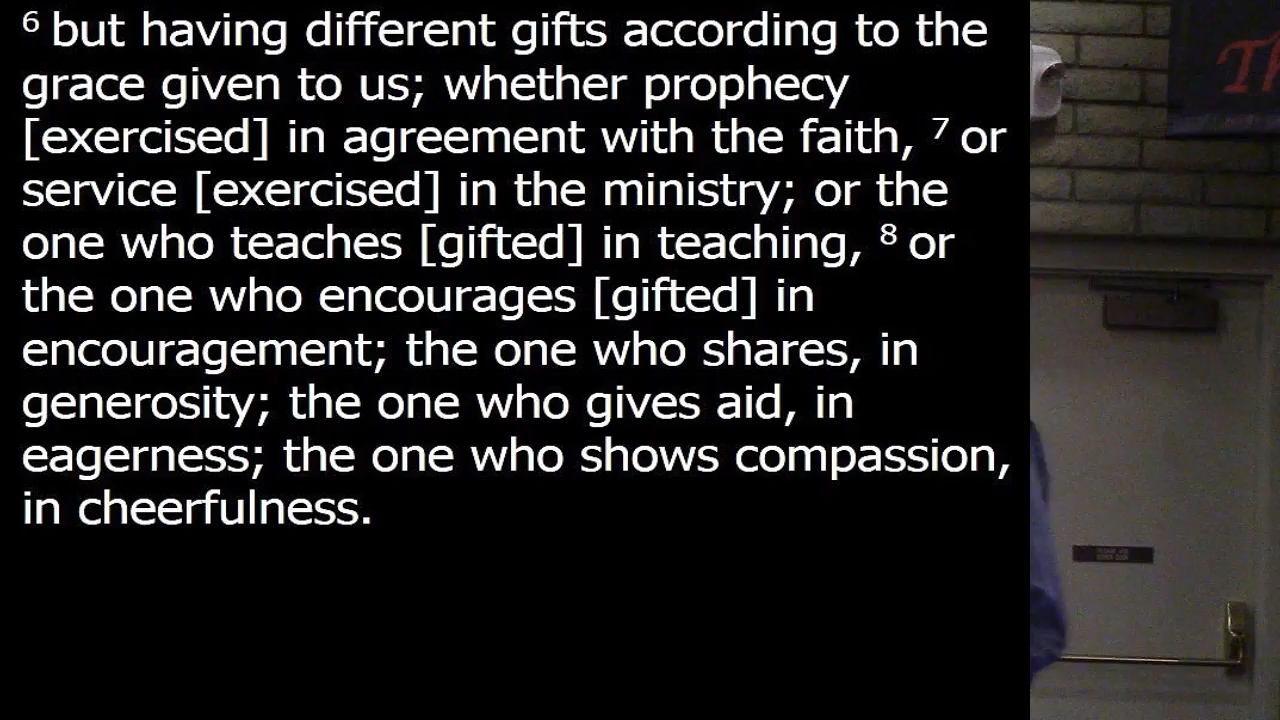 ⁶ but having different gifts according to the
grace given to us; whether prophecy
[exercised] in agreement with the faith, ⁷ or
service [exercised] in the ministry; or the
one who teaches [gifted] in teaching, ⁸ or
the one who encourages [gifted] in
encouragement; the one who shares, in
generosity; the one who gives aid, in
eagerness; the one who shows compassion,
in cheerfulness.